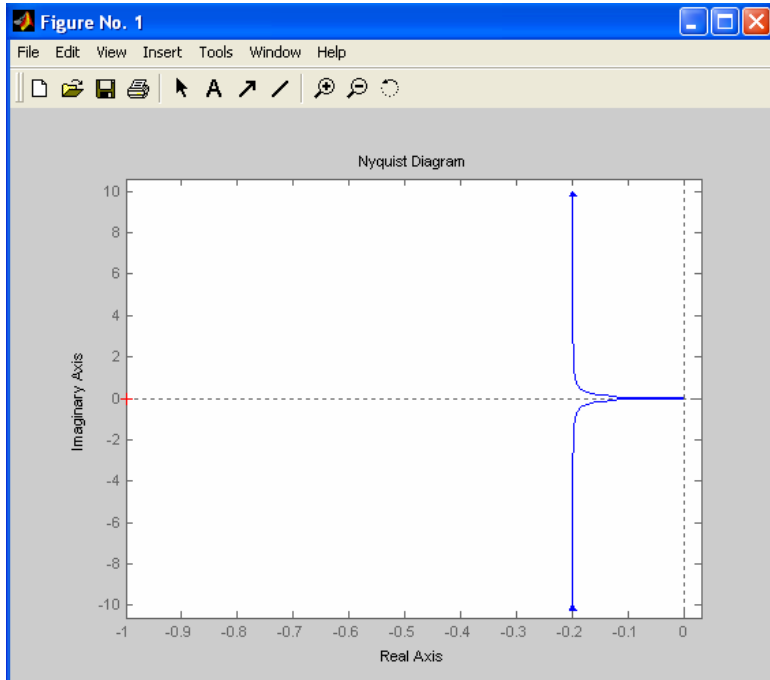 Figure No. 1
File Edit View Insert Tools Window Help
A
Nyquist Diagram
10
8
6
4
2
0
-2
-4
-6
-8
-10
Imaginary Axis
-1 -0.9 -0.8 -0.7 -0.6 -0.5 -0.4 -0.3 -0.2 -0.1 0
Real Axis